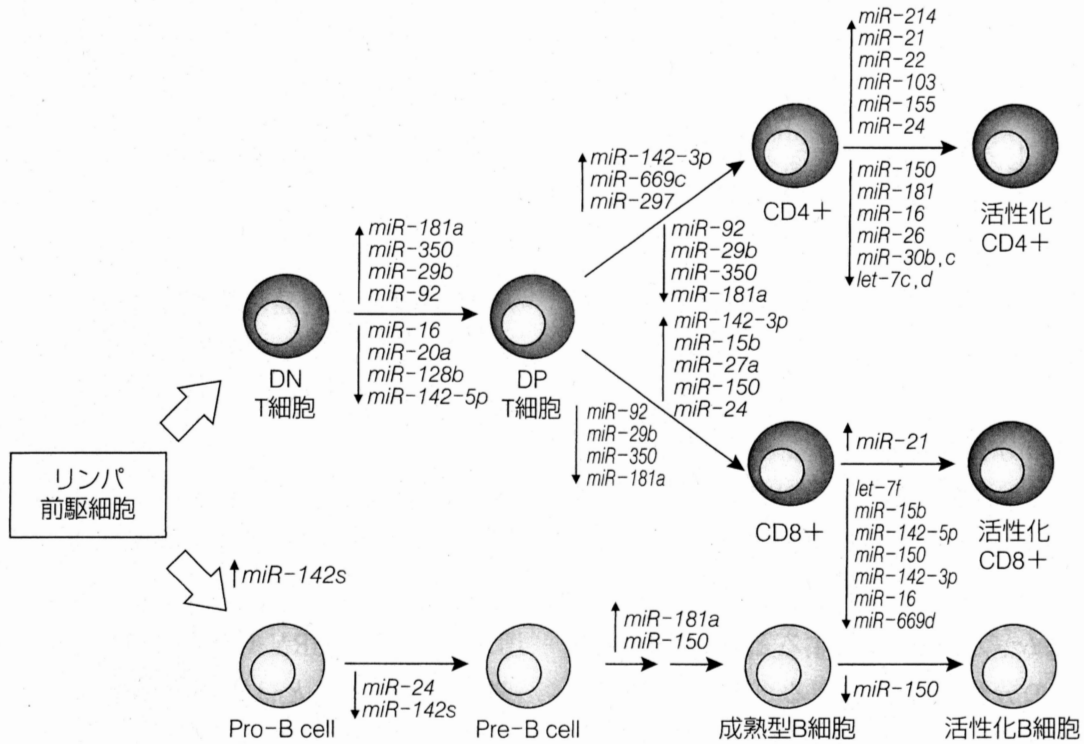 miR-214
miR-21
miR-22
miR-103
miR-155
miR-24
miR-150
miR-181
miR-16
miR-26
miR-30b,c
let-7c,d
CD4+
活性化
CD4+
miR-142-3p
miR-669c
miR-297
miR-92
miR-29b
miR-350
miR-181a
miR-181a
miR-350
miR-29b
miR-92
miR-16
miR-20a
miR-128b
miR-142-5p
DN
T細胞
DP
T細胞
miR-142-3p
miR-15b
miR-27a
miR-150
miR-24
miR-92
miR-29b
miR-350
miR-181a
miR-21
let-7f
miR-15b
miR-142-5p
miR-150
miR-142-3p
miR-16
miR-669d
CD8+
活性化
CD8+
リンパ
前駆細胞
miR-142s
miR-24
miR-142s
miR-181a
miR-150
miR-150
Pro-B cell
Pre-B cell
成熟型B細胞
活性化B細胞